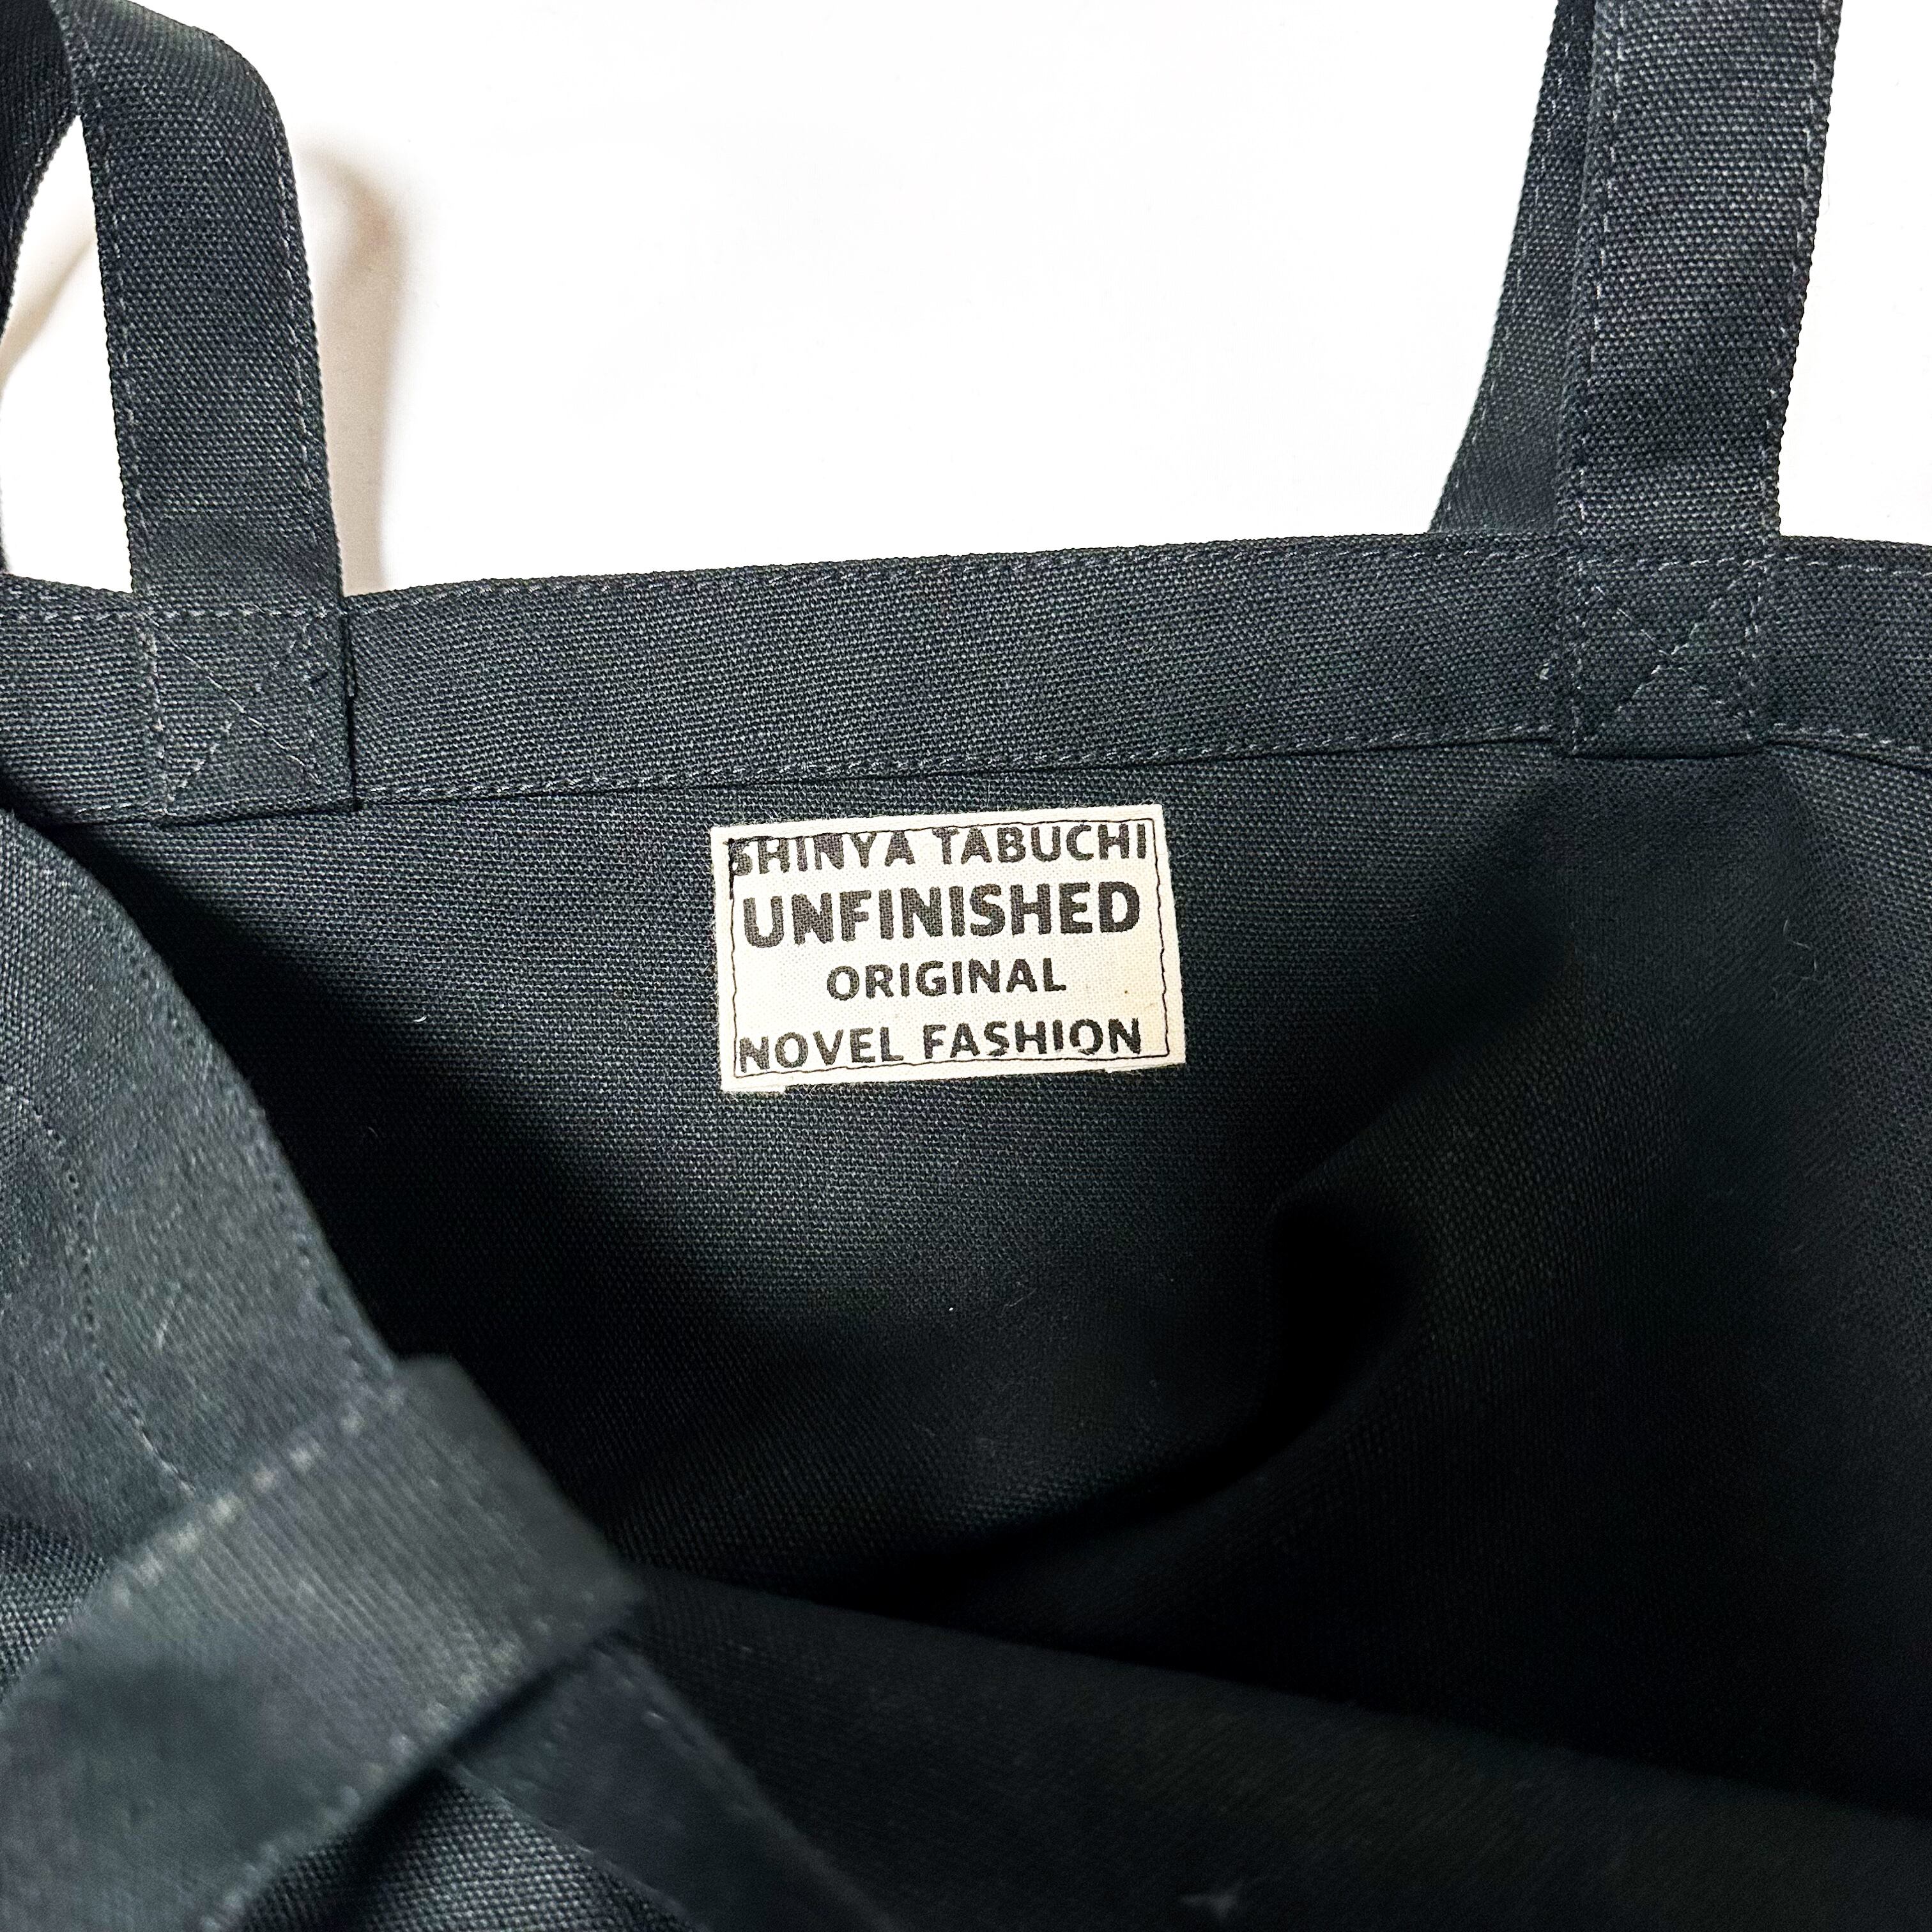 SHINYA TABUCHI
UNFINISHED
ORIGINAL
NOVEL FASHION